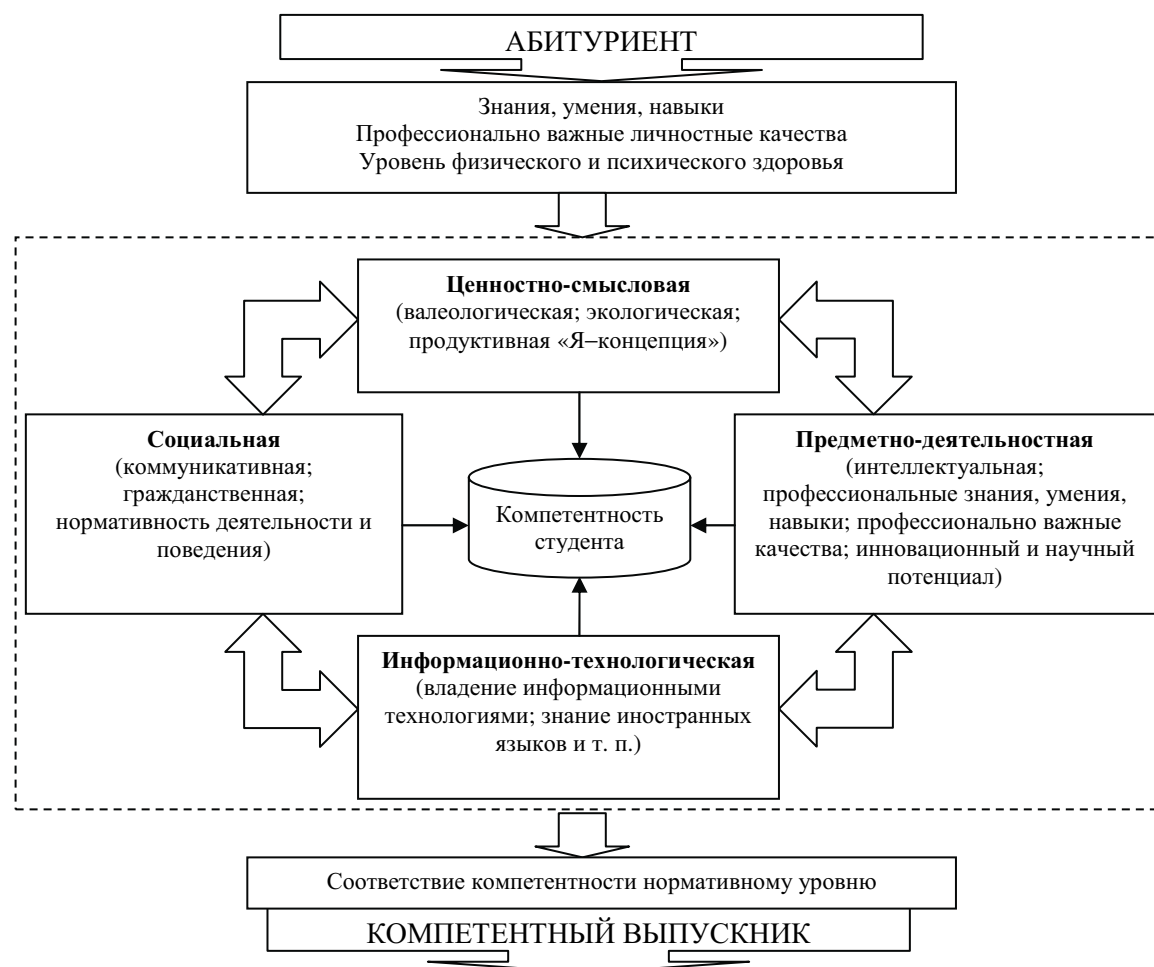 АБИТУРИЕНТ
Знания, умения, навыки
Профессионально важные личностные качества
Уровень физического и психического здоровья
Ценностно-смысловая
(валеологическая; экологическая;
продуктивная «Я–концепция»)
Социальная
(коммуникативная;
гражданственная;
нормативность деятельности и
поведения)
Компетентность
студента
Предметно-деятельностная
(интеллектуальная;
профессиональные знания, умения,
навыки; профессионально важные
качества; инновационный и научный
потенциал)
Информационно-технологическая
(владение информационными
технологиями; знание иностранных
языков и т. п.)
Соответствие компетентности нормативному уровню
КОМПЕТЕНТНЫЙ ВЫПУСКНИК